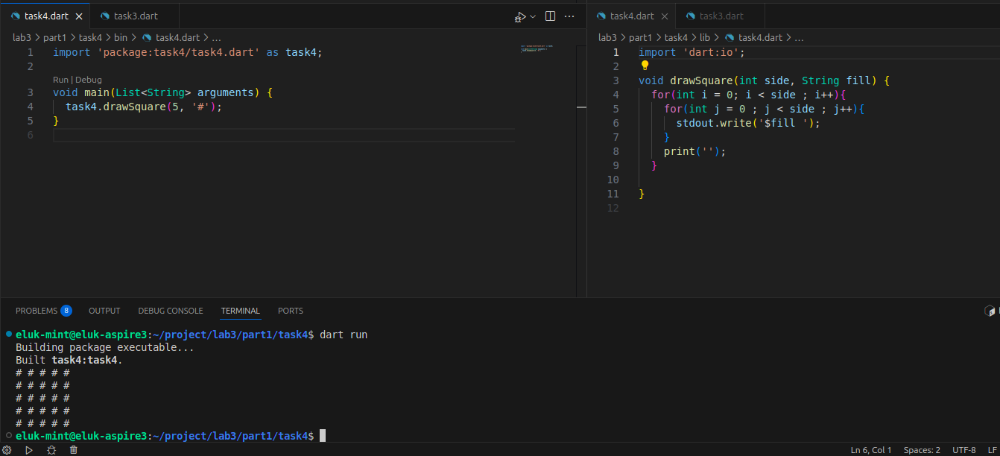 task4.dart
task3.dart
lab3 > part1 > task4 > bin > task4.dart > ...
1 import 'package:task4/task4.dart' as task4;
2
Run | Debug
3 void main(List<String> arguments) {
4   task4.drawSquare(5, '#');
5 }
6
task4.dart
task3.dart
lab3 > part1 > task4 > lib > task4.dart > ...
1 import 'dart:io';
2
3 void drawSquare(int side, String fill) {
4   for(int i = 0; i < side ; i++){
5     for(int j = 0 ; j < side ; j++){
6       stdout.write('$fill ');
7     }
8     print('');
9   }
10
11 }
12
PROBLEMS 8 OUTPUT DEBUG CONSOLE TERMINAL PORTS
eluk-mint@eluk-aspire3:~/project/lab3/part1/task4$ dart run
Building package executable...
Built task4:task4.
# # # # #
# # # # #
# # # # #
# # # # #
# # # # #
eluk-mint@eluk-aspire3:~/project/lab3/part1/task4$
Ln 6, Col 1 Spaces: 2 UTF-8 LF